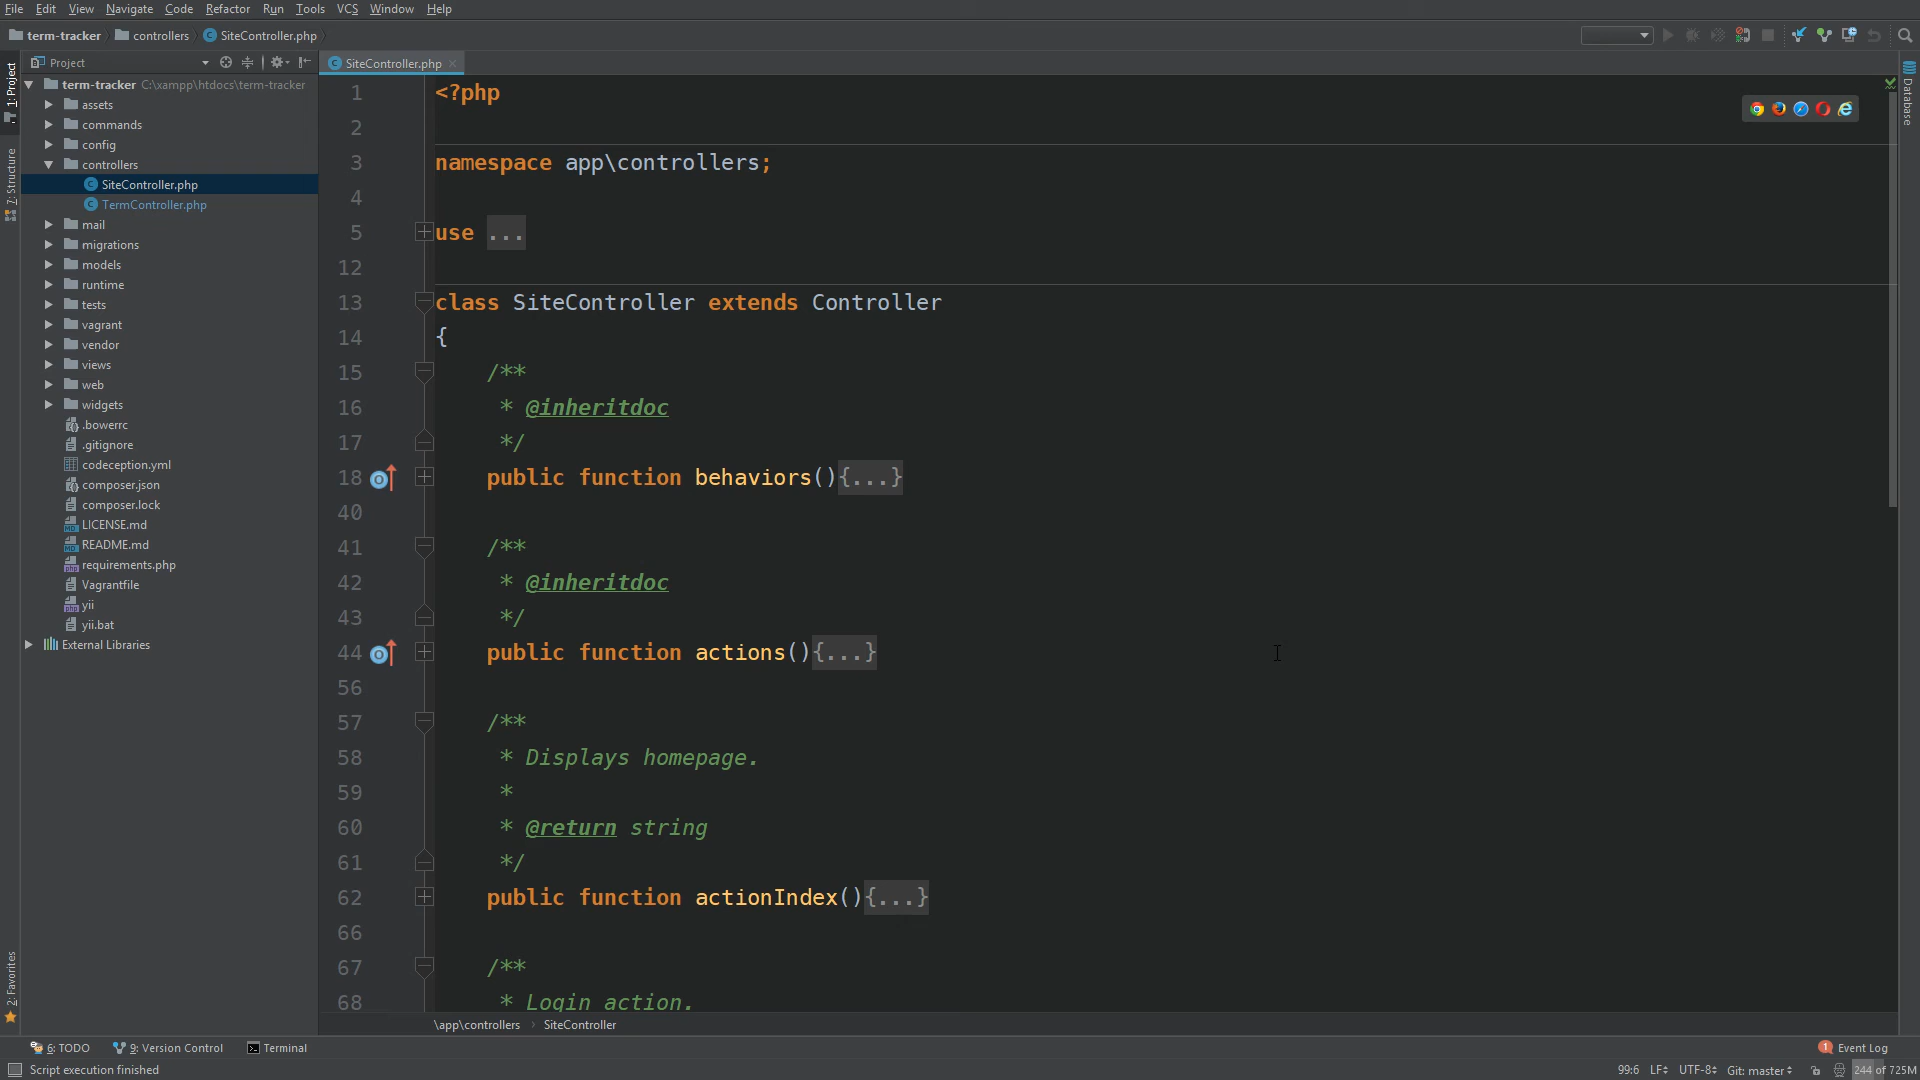 File Edit View Navigate Code Refactor Run Tools VCS Window Help
term-tracker controllers SiteController.php
Project
SiteController.php
1: Project
7: Structure
2: Favorites
Database
term-tracker C:\xampp\htdocs\term-tracker
assets
commands
config
controllers
SiteController.php
TermController.php
mail
migrations
models
runtime
tests
vagrant
vendor
views
web
widgets
.bowerrc
.gitignore
codeception.yml
composer.json
composer.lock
LICENSE.md
README.md
requirements.php
Vagrantfile
yii
yii.bat
External Libraries
1 <?php
2
3 namespace app\controllers;
4
5 use ...
12
13 class SiteController extends Controller
14 {
15 /**
16 * @inheritdoc
17 */
18 public function behaviors(){...}
40
41 /**
42 * @inheritdoc
43 */
44 public function actions(){...}
56
57 /**
58 * Displays homepage.
59 *
60 * @return string
61 */
62 public function actionIndex(){...}
66
67 /**
68 * Login action.
\app\controllers › SiteController
6: TODO 9: Version Control Terminal
1 Event Log
Script execution finished
99:6 LF UTF-8 Git: master 244 of 725M